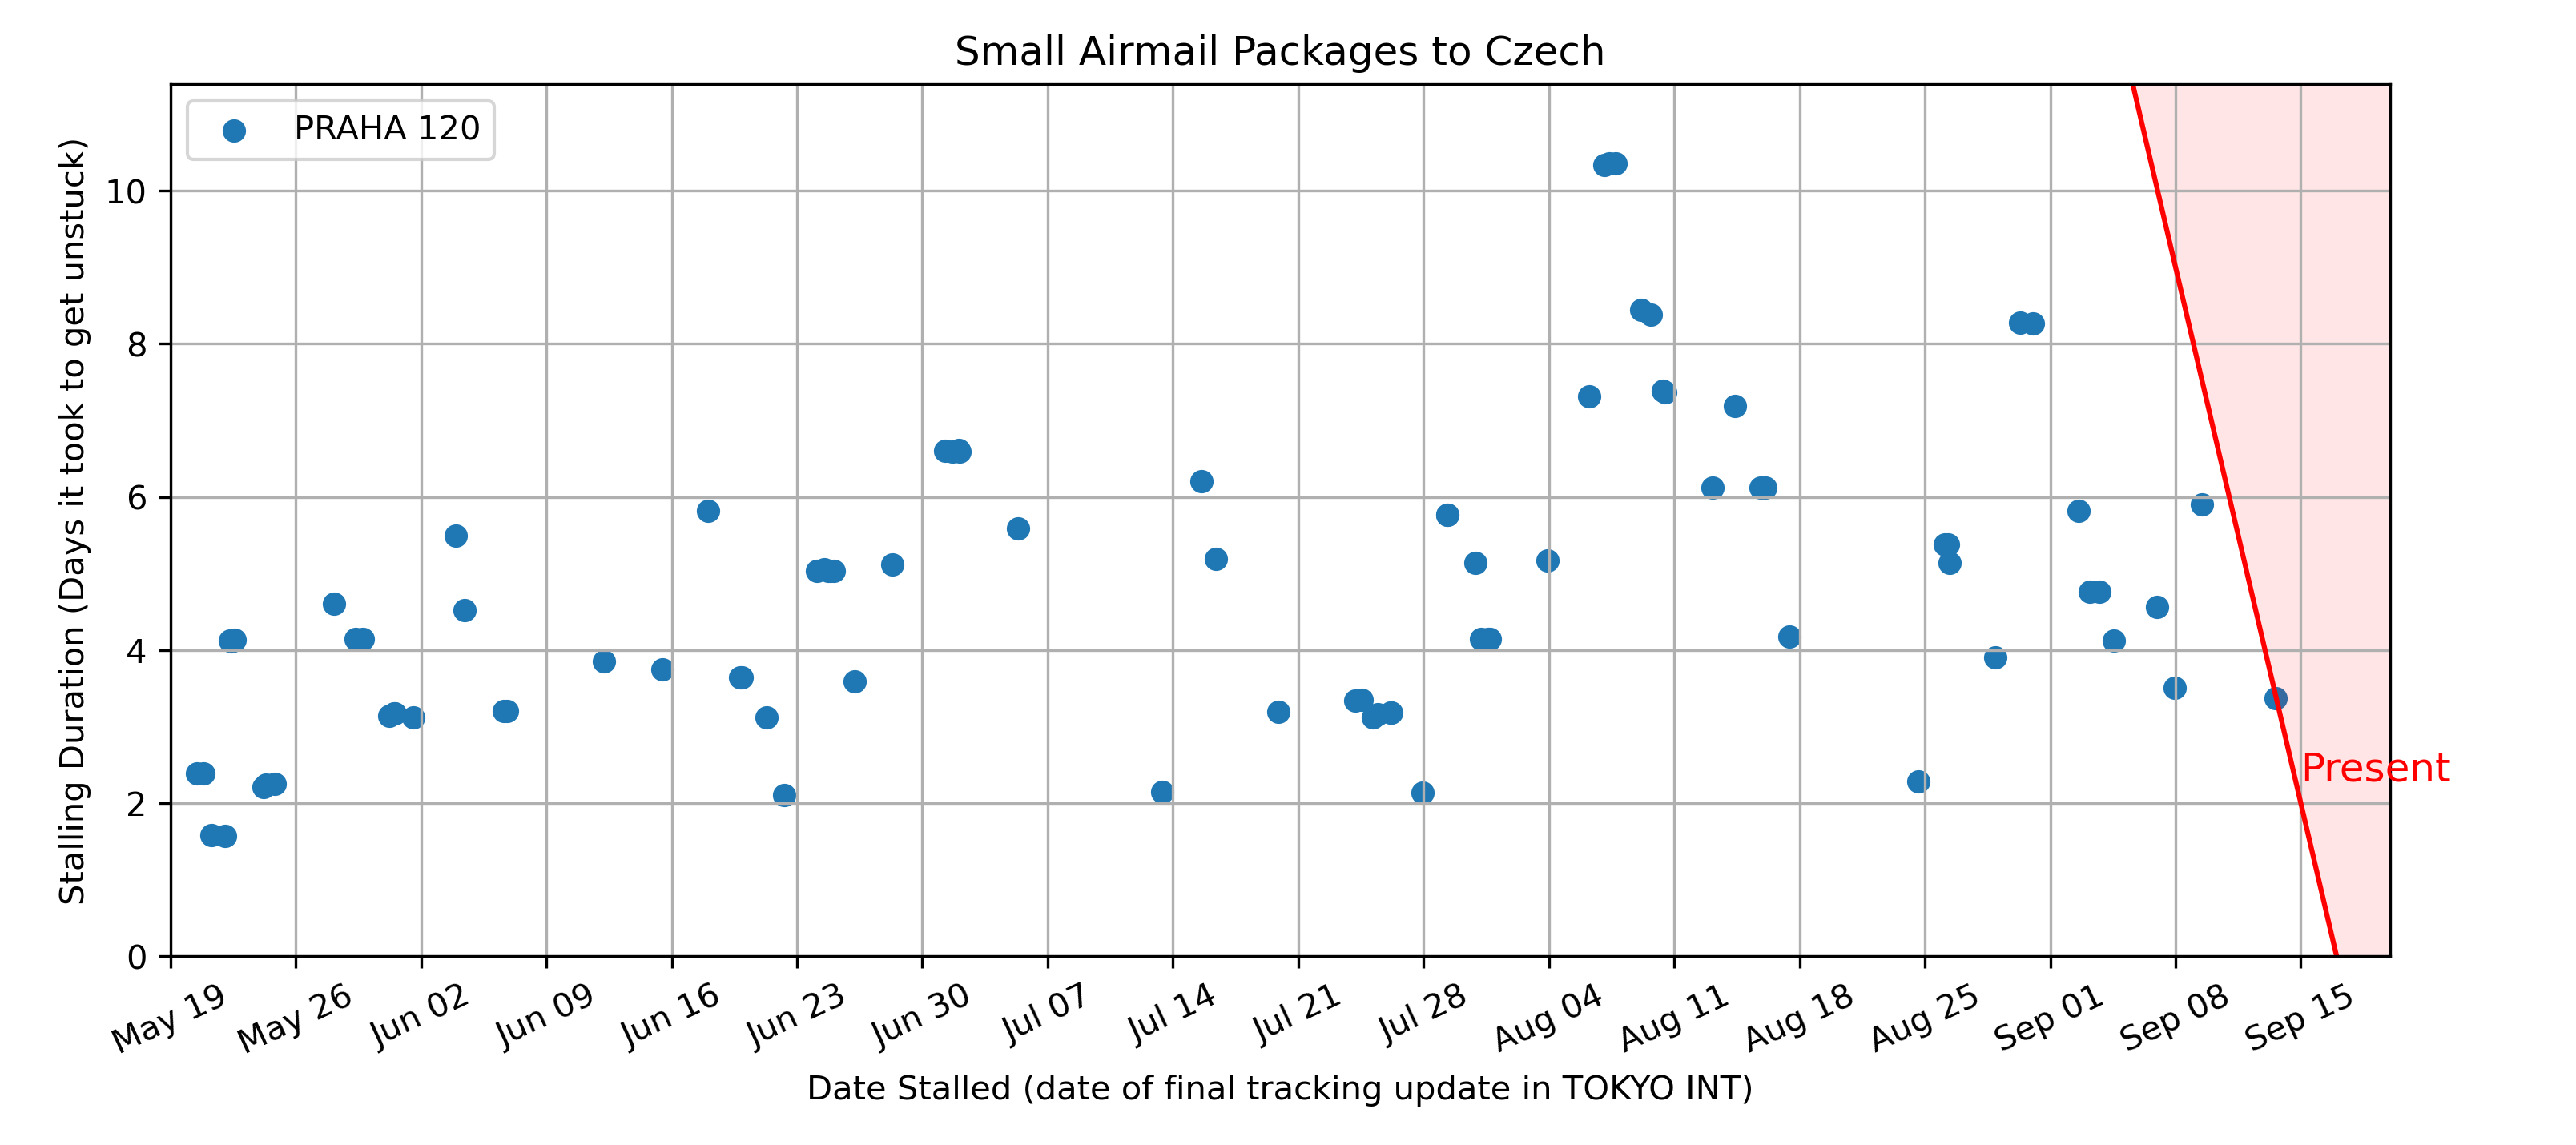 Small Airmail Packages to Czech
PRAHA 120
Stalling Duration (Days it took to get unstuck)
10
8
6
4
2
0
May 19
May 26
Jun 02
Jun 09
Jun 16
Jun 23
Jun 30
Jul 07
Jul 14
Jul 21
Jul 28
Aug 04
Aug 11
Aug 18
Aug 25
Sep 01
Sep 08
Sep 15
Present
Date Stalled (date of final tracking update in TOKYO INT)